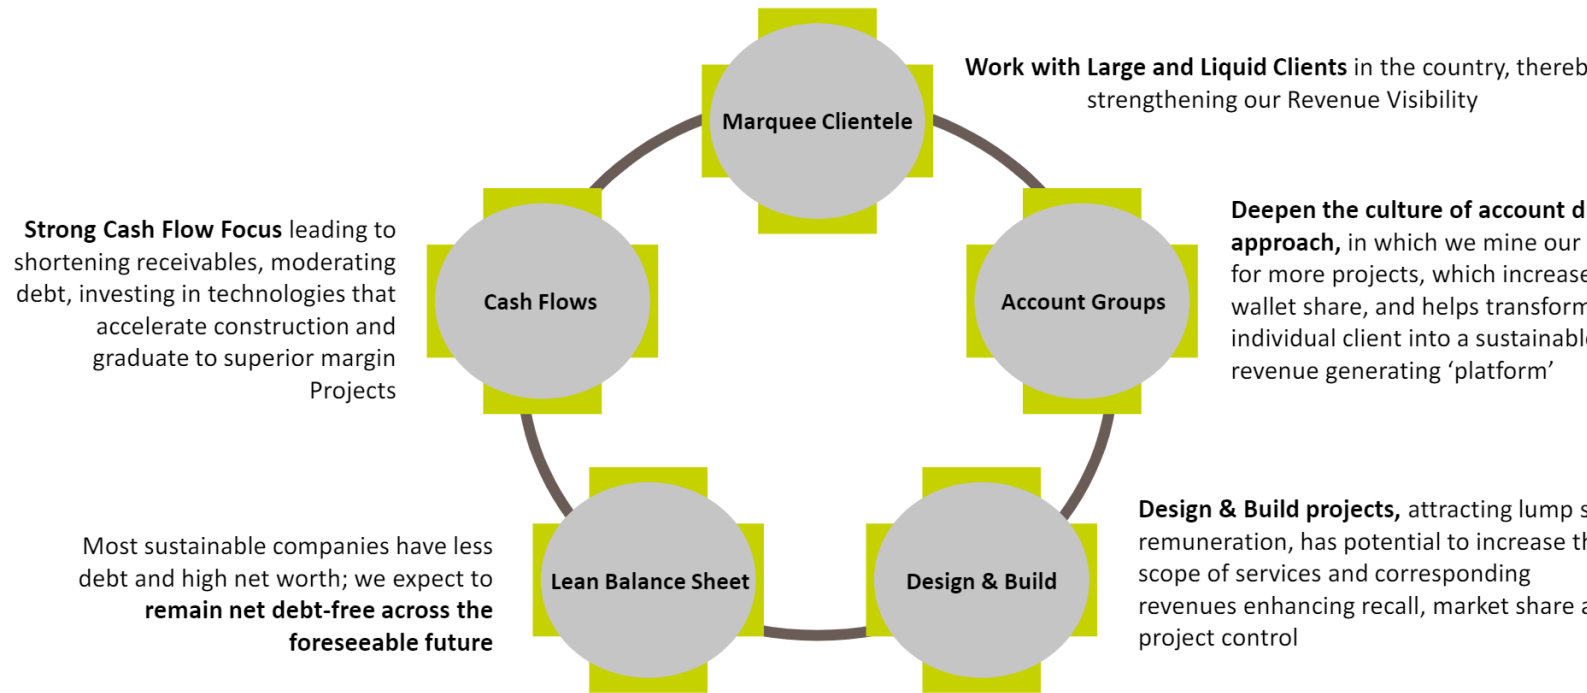 Marquee Clientele
Work with Large and Liquid Clients in the country,
strengthening our Revenue Visibility
Account Groups
Deepen the culture of account
approach, in which we mine our
for more projects, which
wallet share, and helps transform
individual client into a
revenue generating ‘platform’
Design & Build
Design & Build projects, attracting lump
remuneration, has potential to increase
scope of services and corresponding
revenues enhancing recall, market share
project control
Lean Balance Sheet
Most sustainable companies have less
debt and high net worth; we expect to
remain net debt-free across the
foreseeable future
Cash Flows
Strong Cash Flow Focus leading to
shortening receivables, moderating
debt, investing in technologies that
accelerate construction and
graduate to superior margin
Projects